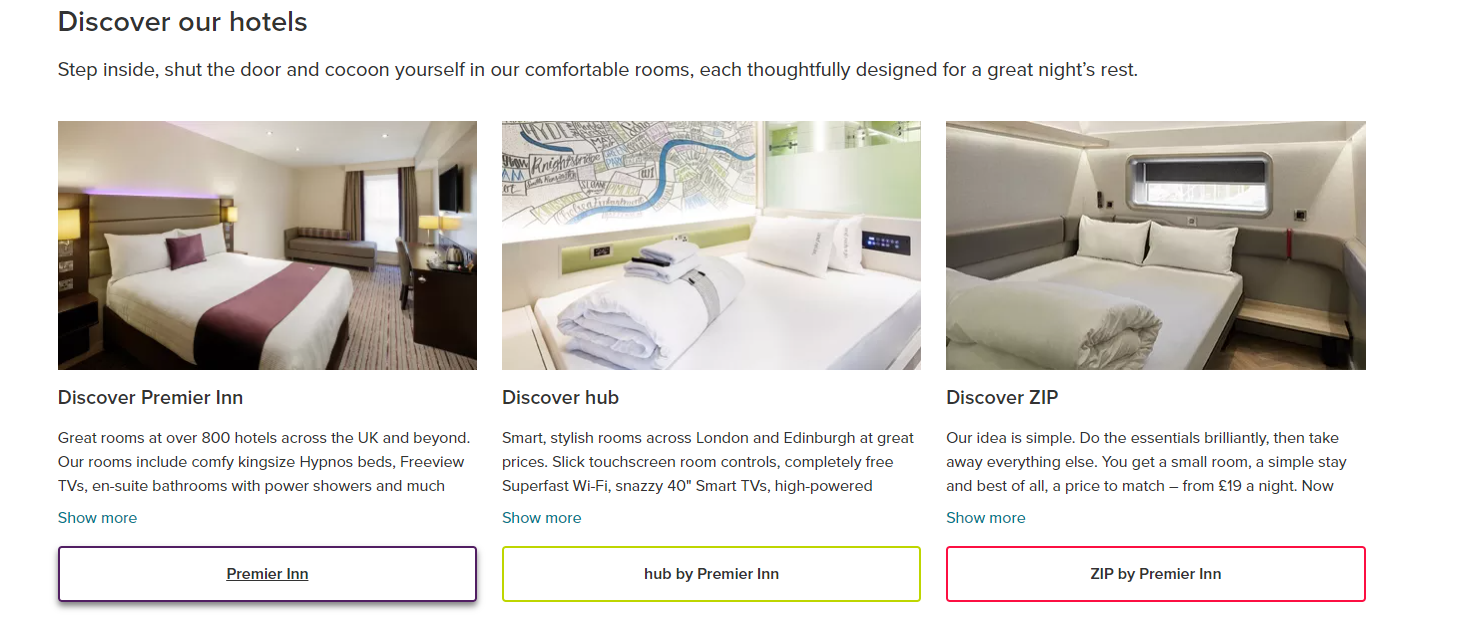 Discover our hotels
Step inside, shut the door and cocoon yourself in our comfortable rooms, each thoughtfully designed for a great night’s rest.
Knightsbridge
Discover Premier Inn
Great rooms at over 800 hotels across the UK and beyond.
Our rooms include comfy kingsize Hypnos beds, Freeview
TVs, en-suite bathrooms with power showers and much
Show more
Premier Inn
Discover hub
Smart, stylish rooms across London and Edinburgh at great
prices. Slick touchscreen room controls, completely free
Superfast Wi-Fi, snazzy 40" Smart TVs, high-powered
Show more
hub by Premier Inn
Discover ZIP
Our idea is simple. Do the essentials brilliantly, then take
away everything else. You get a small room, a simple stay
and best of all, a price to match – from £19 a night. Now
Show more
ZIP by Premier Inn